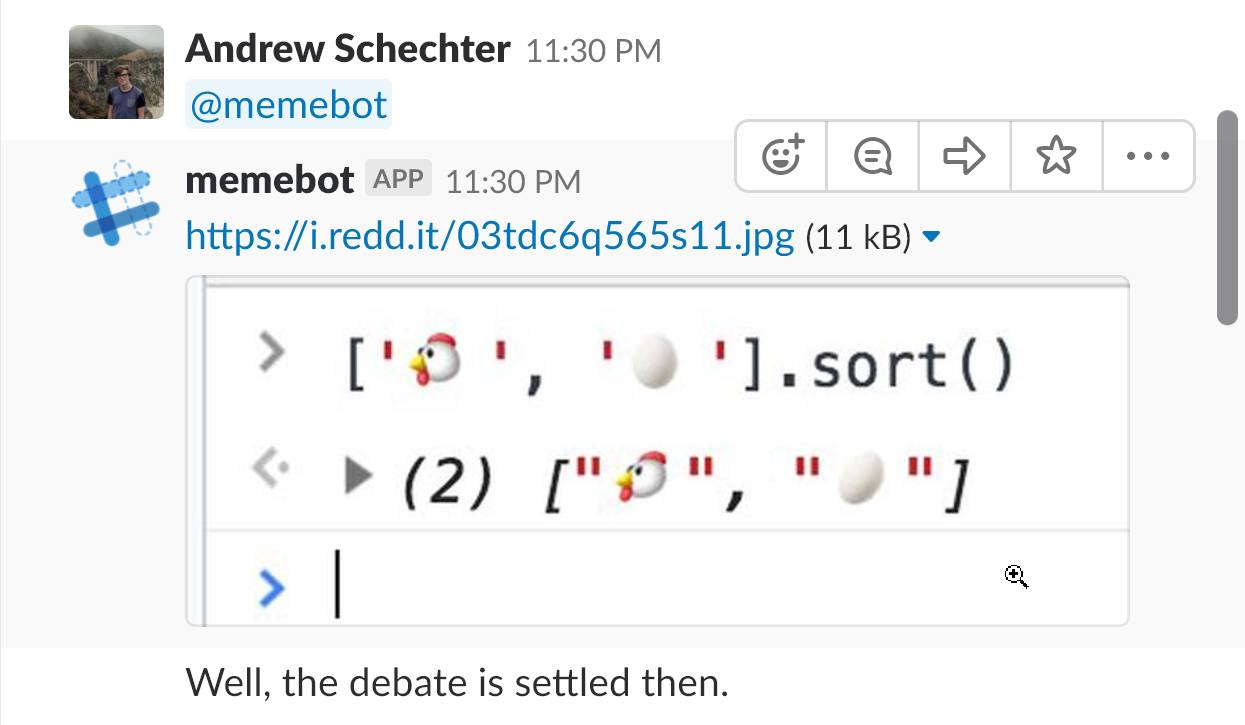 Andrew Schechter 11:30 PM
@memebot
memebot APP 11:30 PM
https://i.redd.it/03tdc6q565s11.jpg (11 kB)
> ['🐔 ', '🥚 '].sort()
(2) ["🐔 ", "🥚 "]
>
Well, the debate is settled then.